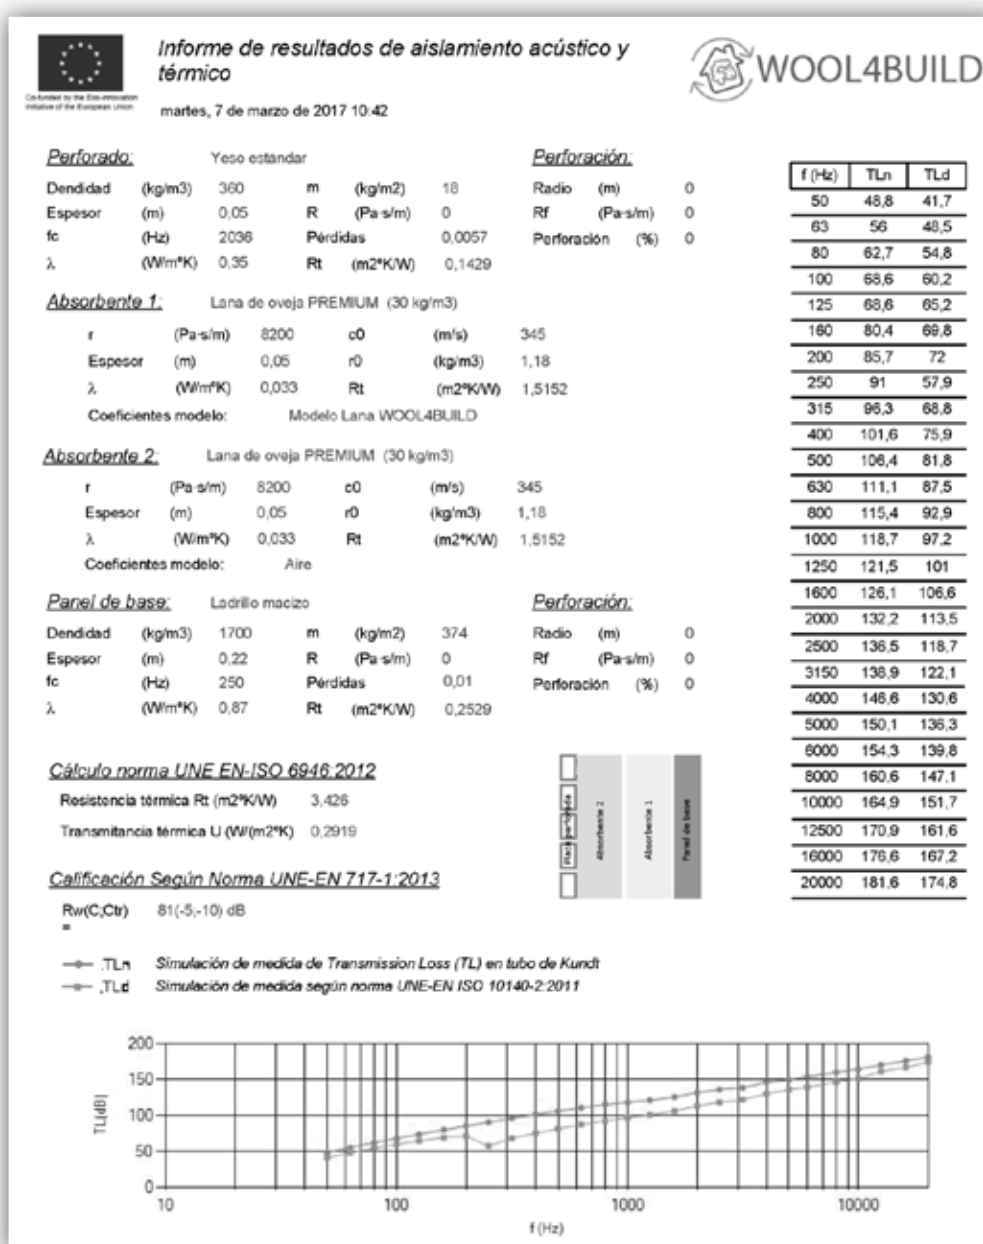 Co-funded by the Eco-innovation
Initiative of the European Union
Informe de resultados de aislamiento acústico y
térmico
martes, 7 de marzo de 2017 10:42
WOOL4BUILD
Perforado: Yeso estándar
Dendidad (kg/m3) 360 m (kg/m2) 18
Espesor (m) 0,05 R (Pa·s/m) 0
fc (Hz) 2036 Pérdidas 0,0057
λ (W/mºK) 0,35 Rt (m2ºK/W) 0,1429
Perforación:
Radio (m) 0
Rf (Pa·s/m) 0
Perforación (%) 0
Absorbente 1: Lana de oveja PREMIUM (30 kg/m3)
r (Pa·s/m) 8200 c0 (m/s) 345
Espesor (m) 0,05 r0 (kg/m3) 1,18
λ (W/mºK) 0,033 Rt (m2ºK/W) 1,5152
Coeficientes modelo: Modelo Lana WOOL4BUILD
Absorbente 2: Lana de oveja PREMIUM (30 kg/m3)
r (Pa·s/m) 8200 c0 (m/s) 345
Espesor (m) 0,05 r0 (kg/m3) 1,18
λ (W/mºK) 0,033 Rt (m2ºK/W) 1,5152
Coeficientes modelo: Aire
Panel de base: Ladrillo macizo
Dendidad (kg/m3) 1700 m (kg/m2) 374
Espesor (m) 0,22 R (Pa·s/m) 0
fc (Hz) 250 Pérdidas 0,01
λ (W/mºK) 0,87 Rt (m2ºK/W) 0,2529
Perforación:
Radio (m) 0
Rf (Pa·s/m) 0
Perforación (%) 0
Cálculo norma UNE EN-ISO 6946:2012
Resistencia térmica Rt (m2ºK/W) 3,426
Transmitancia térmica U (W/(m2ºK) 0,2919
Placa perforada
Absorbente 2
Absorbente 1
Panel de base
Calificación Según Norma UNE-EN 717-1:2013
Rw(C;Ctr) 81(-5;-10) dB
=
f (Hz) TLn TLd
50 48,8 41,7
63 56 48,5
80 62,7 54,8
100 68,6 60,2
125 68,6 65,2
160 80,4 69,8
200 85,7 72
250 91 57,9
315 96,3 68,8
400 101,6 75,9
500 106,4 81,8
630 111,1 87,5
800 115,4 92,9
1000 118,7 97,2
1250 121,5 101
1600 126,1 106,6
2000 132,2 113,5
2500 136,5 118,7
3150 138,9 122,1
4000 146,6 130,6
5000 150,1 136,3
6000 154,3 139,8
8000 160,6 147,1
10000 164,9 151,7
12500 170,9 161,6
16000 176,6 167,2
20000 181,6 174,8
.TLn Simulación de medida de Transmission Loss (TL) en tubo de Kundt
.TLd Simulación de medida según norma UNE-EN ISO 10140-2:2011
TL[dB]
200
150
100
50
0
10 100 1000 10000
f (Hz)